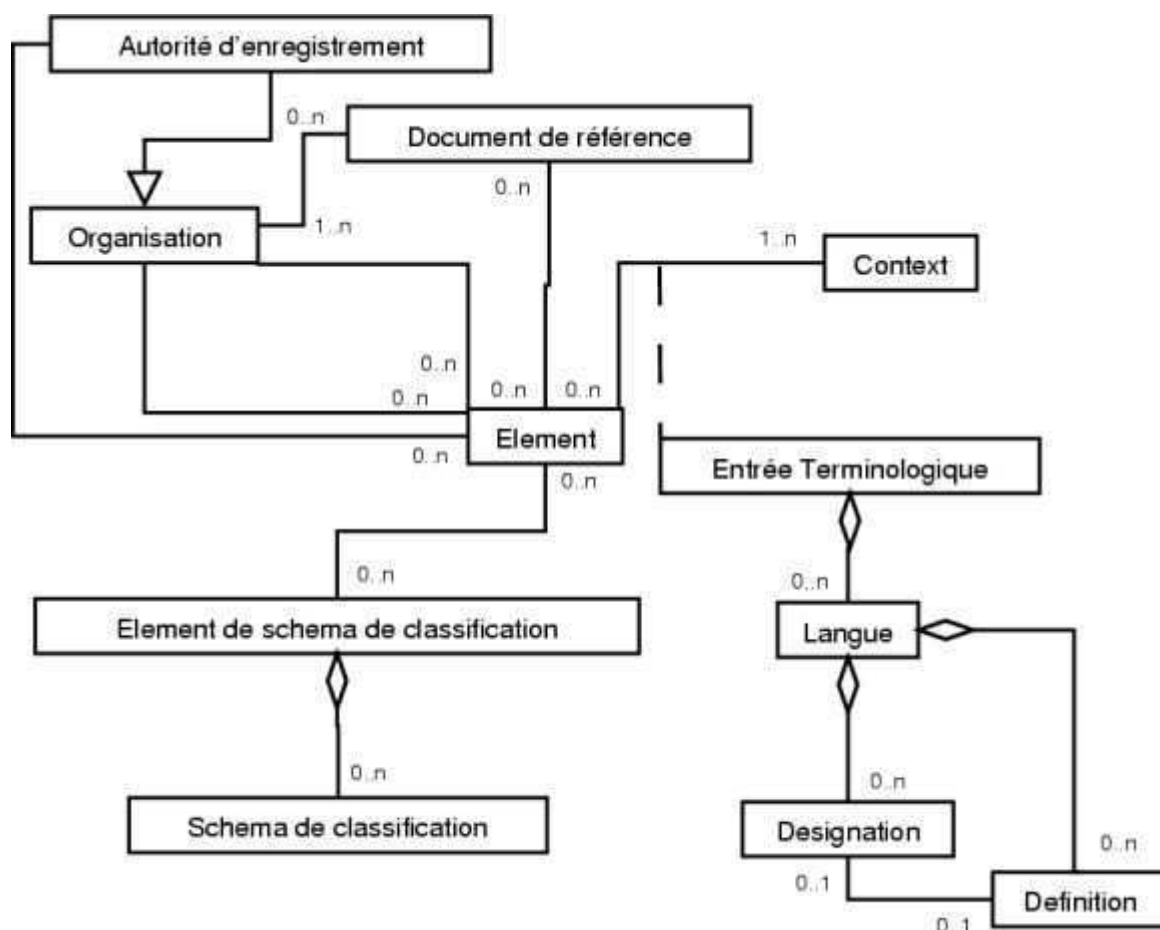 Autorité d'enregistrement
0..n
Document de référence
0..n
Organisation
1..n
1..n
Context
0..n
0..n
0..n
0..n
Element
0..n
0..n
Entrée Terminologique
0..n
0..n
Element de schema de classification
Langue
0..n
0..n
Schema de classification
Designation
0..n
0..1
Definition
0..1